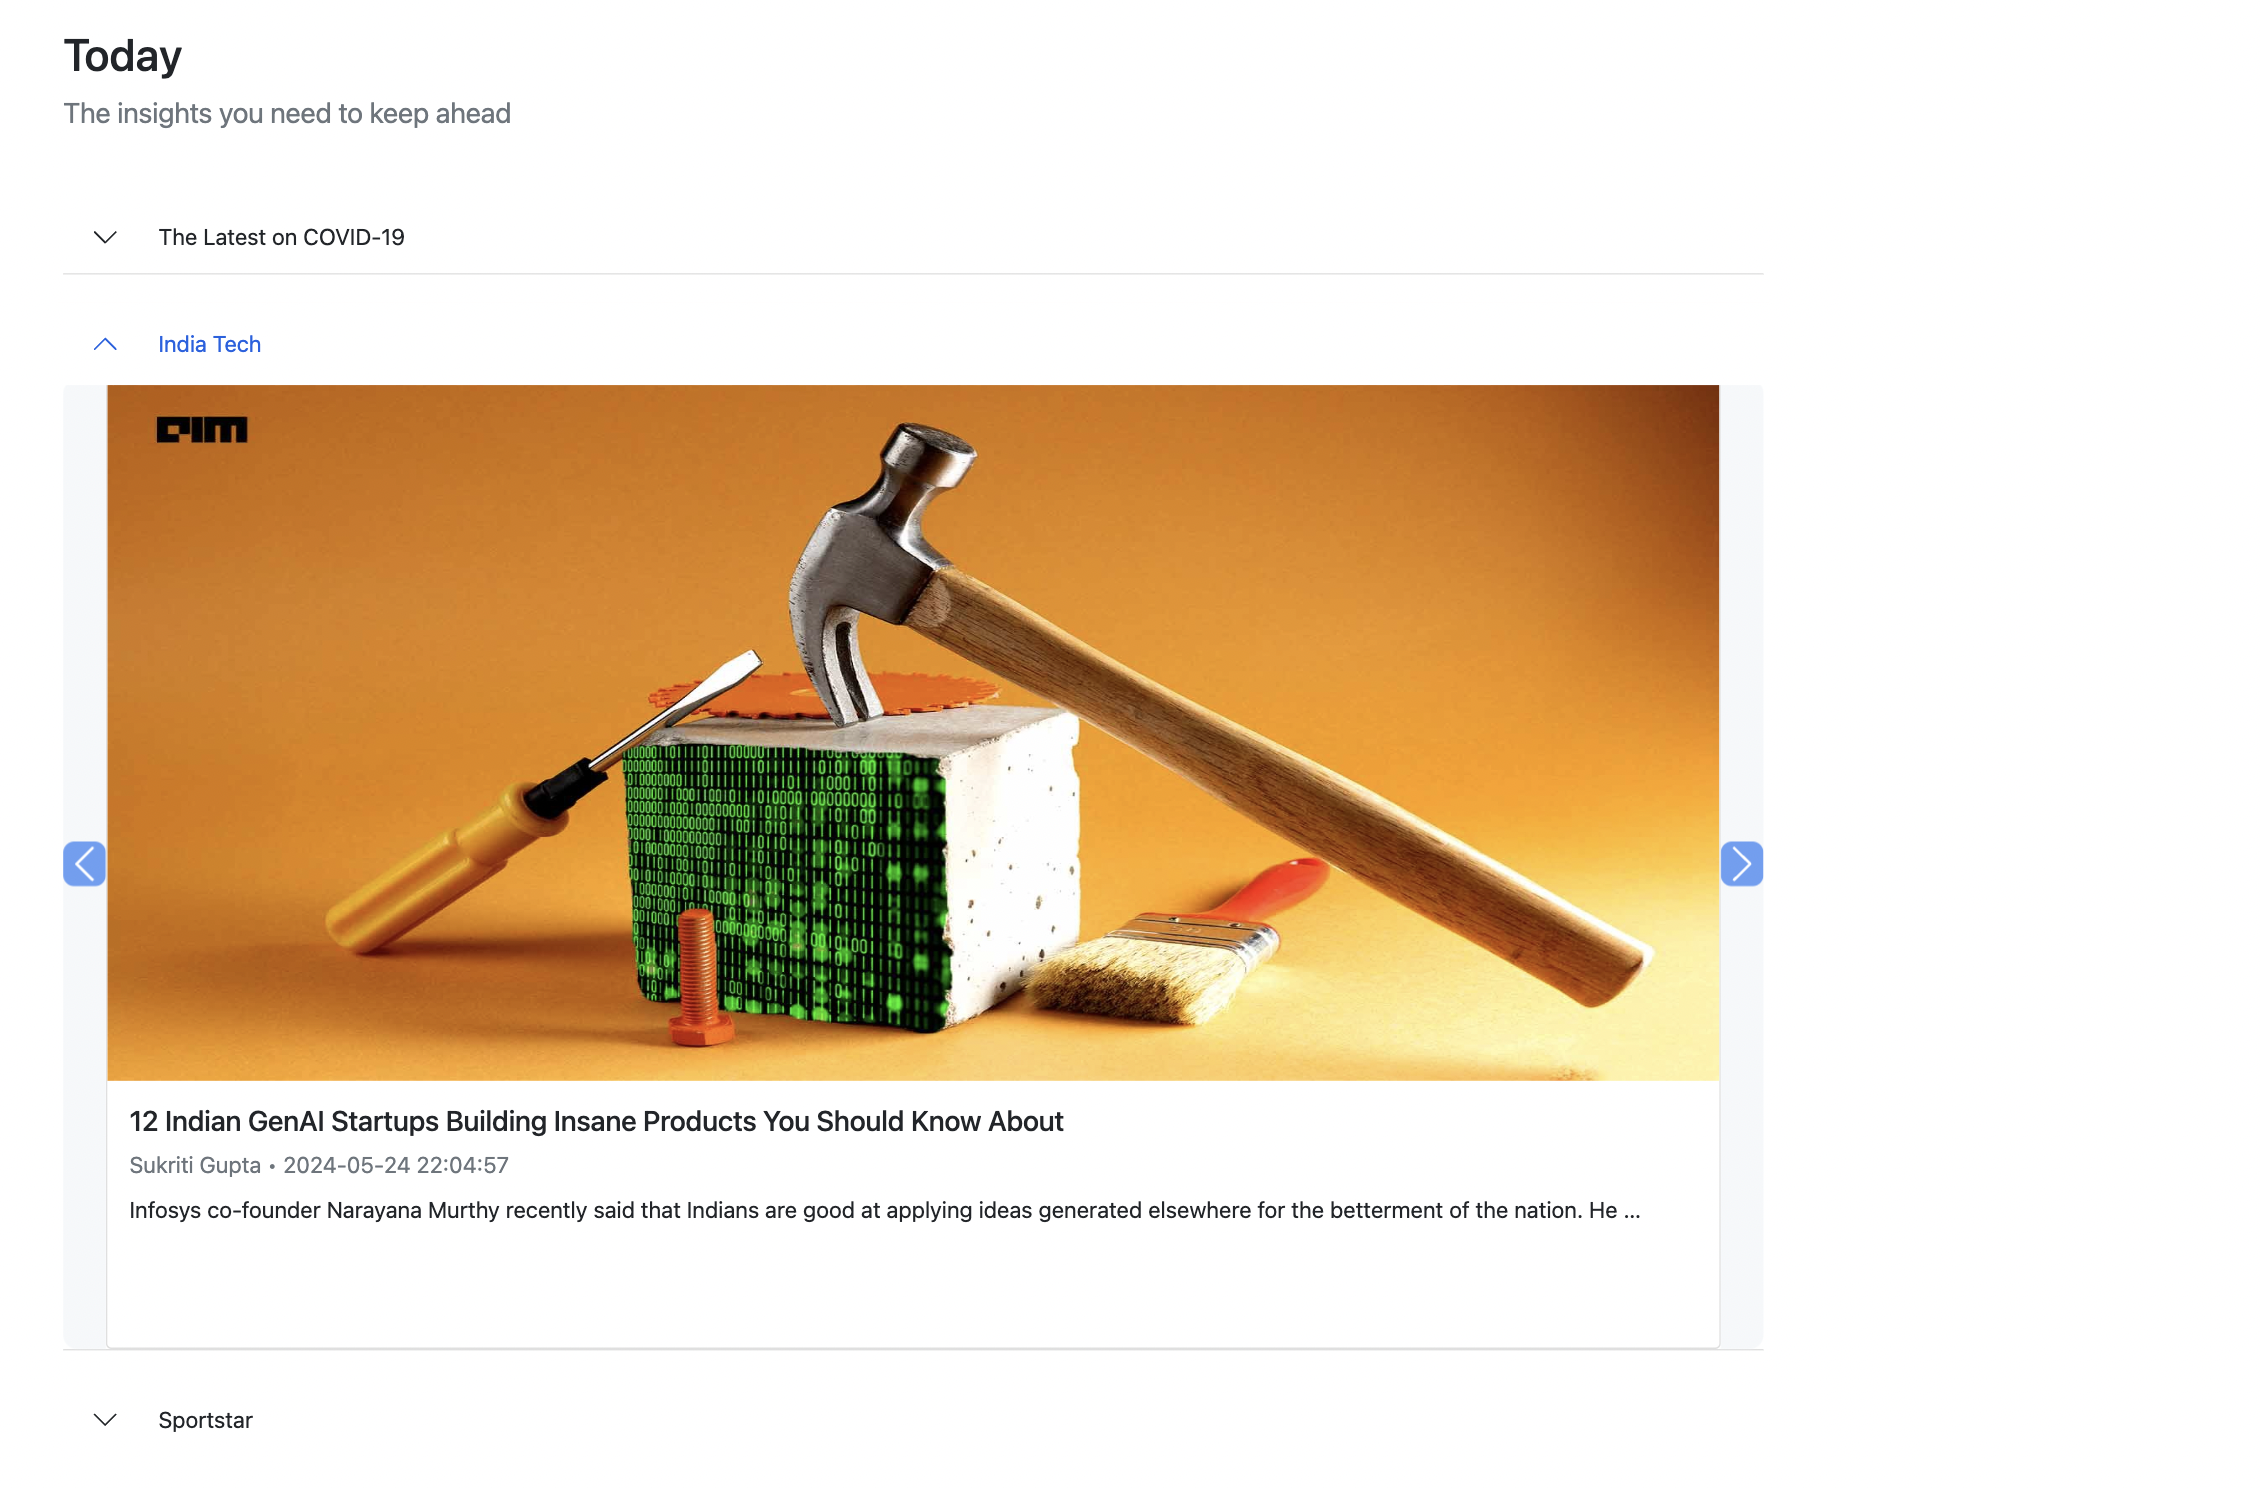 Today
The insights you need to keep ahead
The Latest on COVID-19
India Tech
AIM
12 Indian GenAI Startups Building Insane Products You Should Know About
Sukriti Gupta • 2024-05-24 22:04:57
Infosys co-founder Narayana Murthy recently said that Indians are good at applying ideas generated elsewhere for the betterment of the nation. He ...
Sportstar